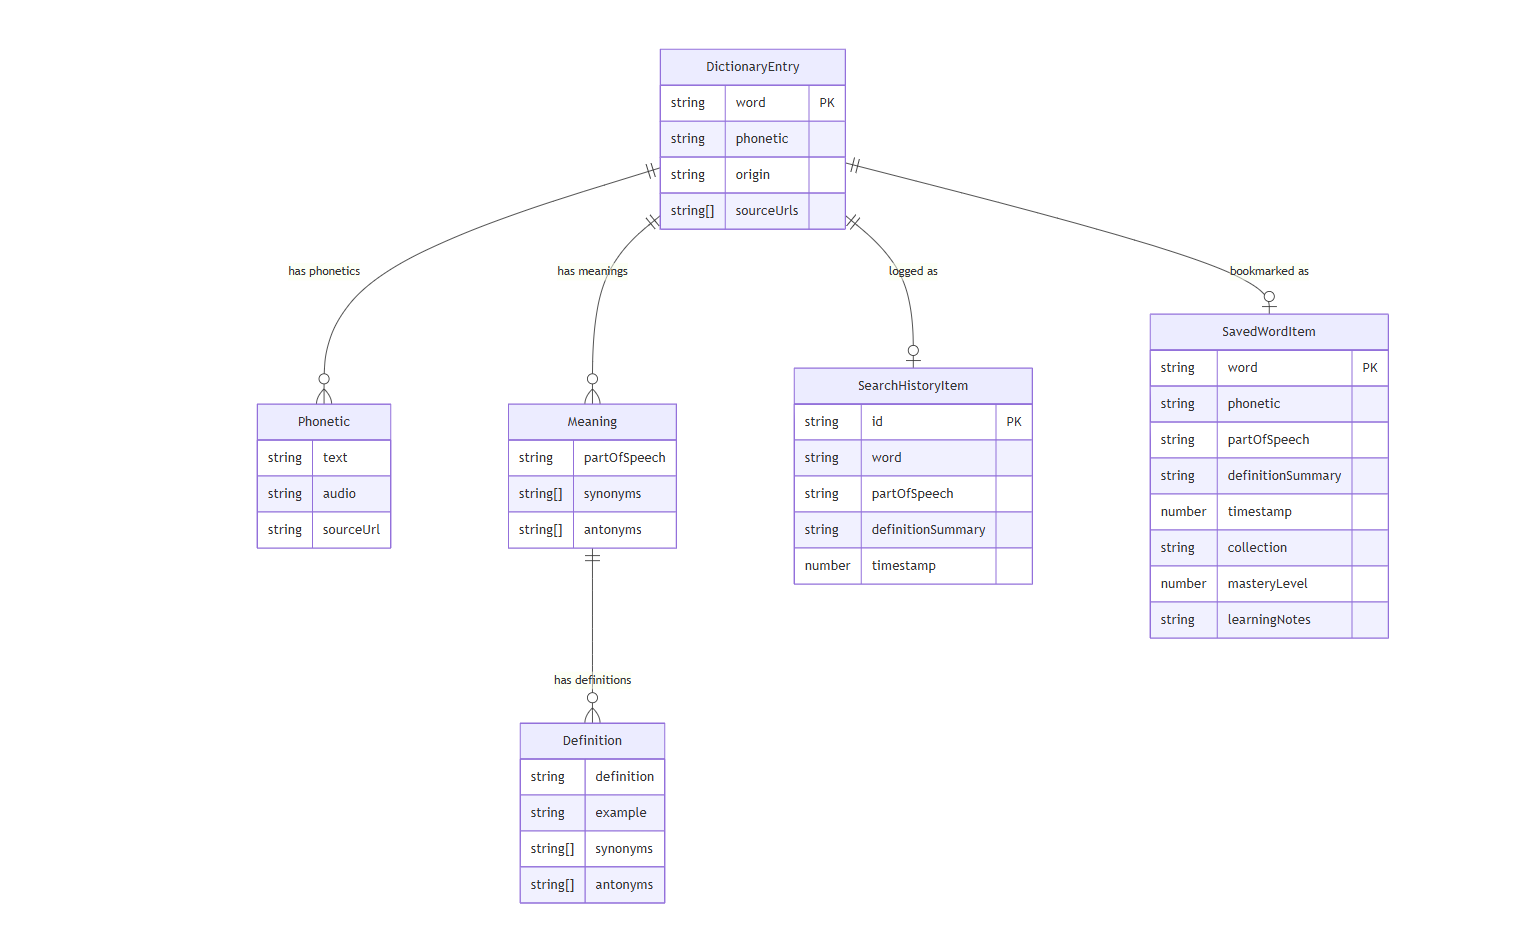 DictionaryEntry
string word PK
string phonetic
string origin
string[] sourceUrls
has phonetics
has meanings
logged as
bookmarked as
Phonetic
string text
string audio
string sourceUrl
Meaning
string partOfSpeech
string[] synonyms
string[] antonyms
SearchHistoryItem
string id PK
string word
string partOfSpeech
string definitionSummary
number timestamp
SavedWordItem
string word PK
string phonetic
string partOfSpeech
string definitionSummary
number timestamp
string collection
number masteryLevel
string learningNotes
has definitions
Definition
string definition
string example
string[] synonyms
string[] antonyms